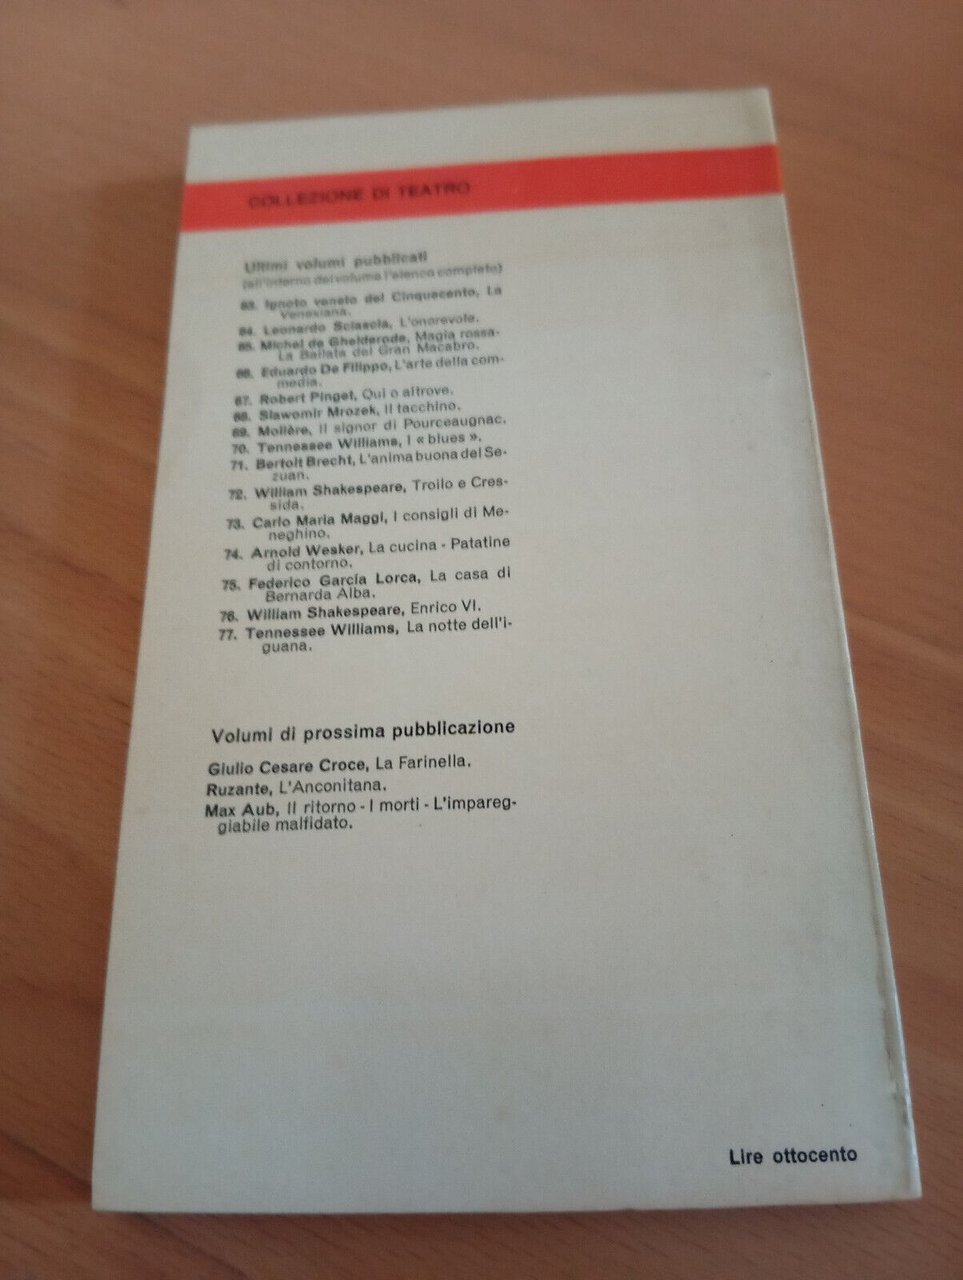 COLLEZIONE DI TEATRO
Ultimi volumi pubblicati
(all'interno del volume l'elenco completo)
63. Ignoto veneto del Cinquecento, La
Venexiana.
64. Leonardo Sciascia, L'onorevole.
65. Michel de Ghelderode, Magia rossa-
La Ballata del Gran Macabro.
66. Eduardo De Filippo, L'arte della com-
media.
67. Robert Pinget, Qui o altrove.
68. Slawomir Mrozek, Il tacchino.
69. Molière, Il signor di Pourceaugnac.
70. Tennessee Williams, I « blues ».
71. Bertolt Brecht, L'anima buona del Se-
zuan.
72. William Shakespeare, Troilo e Cres-
sida.
73. Carlo Maria Maggi, I consigli di Me-
neghino.
74. Arnold Wesker, La cucina - Patatine
di contorno.
75. Federico García Lorca, La casa di
Bernarda Alba.
76. William Shakespeare, Enrico VI.
77. Tennessee Williams, La notte dell'i-
guana.
Volumi di prossima pubblicazione
Giulio Cesare Croce, La Farinella.
Ruzante, L'Anconitana.
Max Aub, Il ritorno - I morti - L'impareg-
giabile malfidato.
Lire ottocento